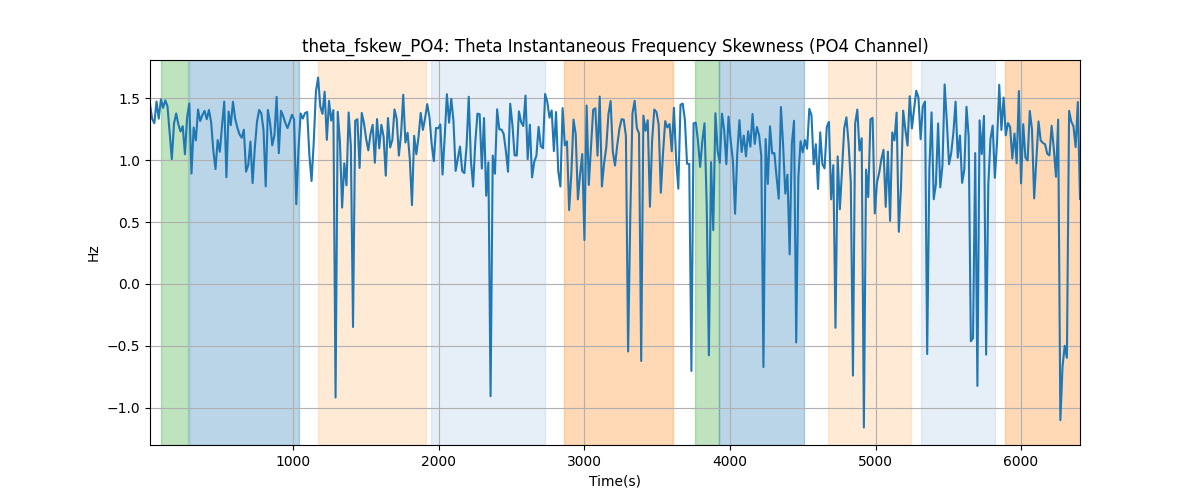 theta_fskew_PO4: Theta Instantaneous Frequency Skewness (PO4 Channel)
1.5
1.0
0.5
0.0
−0.5
−1.0
Hz
1000 2000 3000 4000 5000 6000
Time(s)